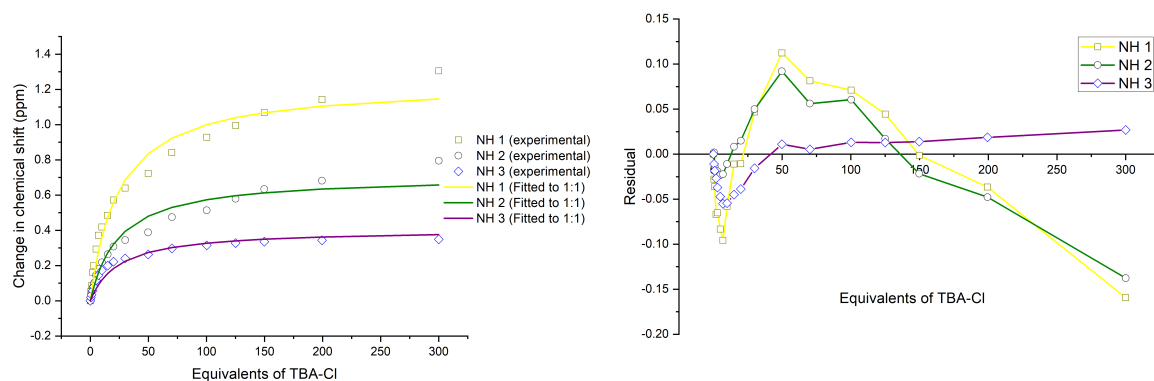 1.4
1.2
1.0
0.8
0.6
0.4
0.2
0.0
-0.2
Change in chemical shift (ppm)
0 50 100 150 200 250 300
Equivalents of TBA-Cl
NH 1 (experimental)
NH 2 (experimental)
NH 3 (experimental)
NH 1 (Fitted to 1:1)
NH 2 (Fitted to 1:1)
NH 3 (Fitted to 1:1)
0.15
0.10
0.05
0.00
-0.05
-0.10
-0.15
-0.20
Residual
50 100 150 200 250 300
Equivalents of TBA-Cl
NH 1
NH 2
NH 3